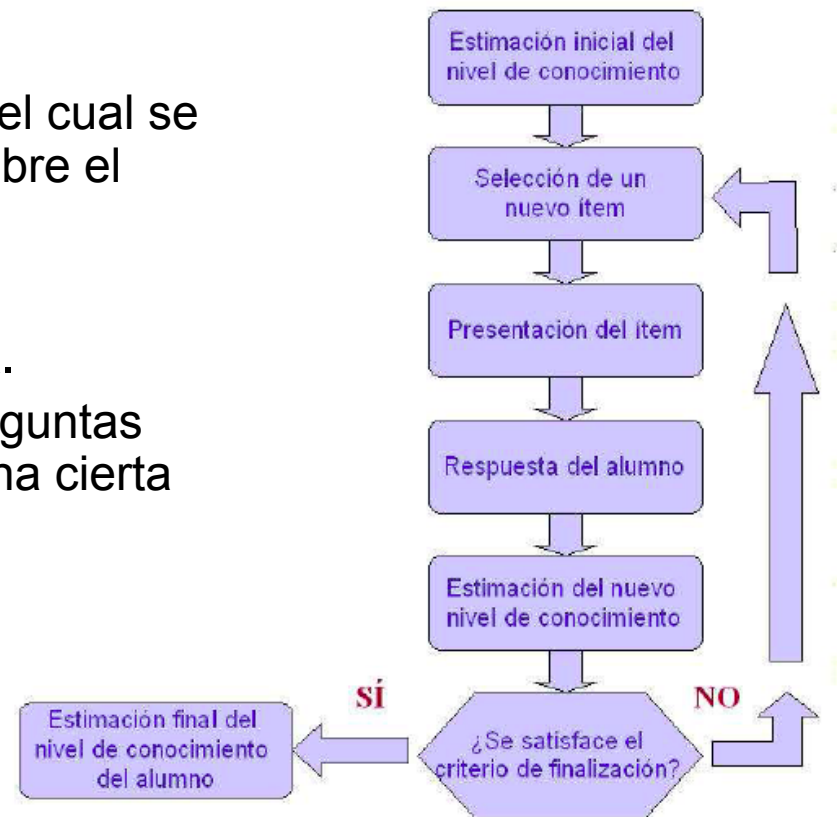 el cual se
bre el
.
guntas
na cierta
Estimación inicial del
nivel de conocimiento
Selección de un
nuevo ítem
Presentación del ítem
Respuesta del alumno
Estimación del nuevo
nivel de conocimiento
¿Se satisface el
criterio de finalización?
SÍ
NO
Estimación final del
nivel de conocimiento
del alumno